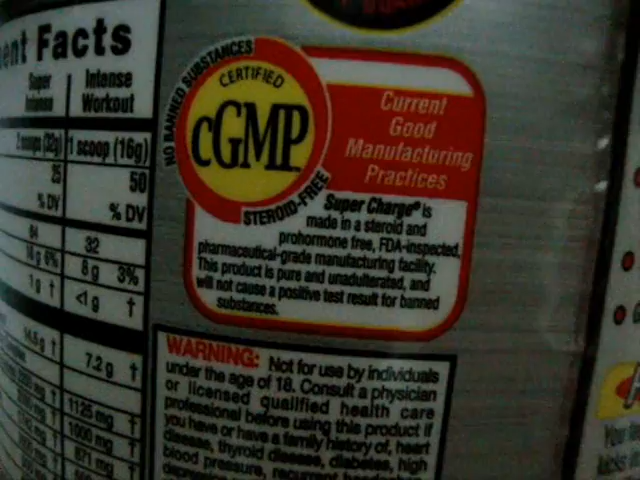 ent Facts
Super Intense
Intense Workout
2 scoops (32g)
1 scoop (16g)
25
50
% DV
% DV
64
32
16 g 6%
8 g 3%
1 g †
<1 g †
7.2 g †
1125 mg †
1000 mg †
871 mg †
NO BANNED SUBSTANCES
CERTIFIED
cGMP
STEROID-FREE
Current
Good
Manufacturing
Practices
Super Charge® is
made in a steroid and
prohormone free, FDA-inspected,
pharmaceutical-grade manufacturing facility.
This product is pure and unadulterated, and
will not cause a positive test result for banned
substances.
WARNING: Not for use by individuals
under the age of 18. Consult a physician
or licensed qualified health care
professional before using this product if
you have or have a family history of, heart
disease, thyroid disease, diabetes, high
blood pressure, recurrent headaches